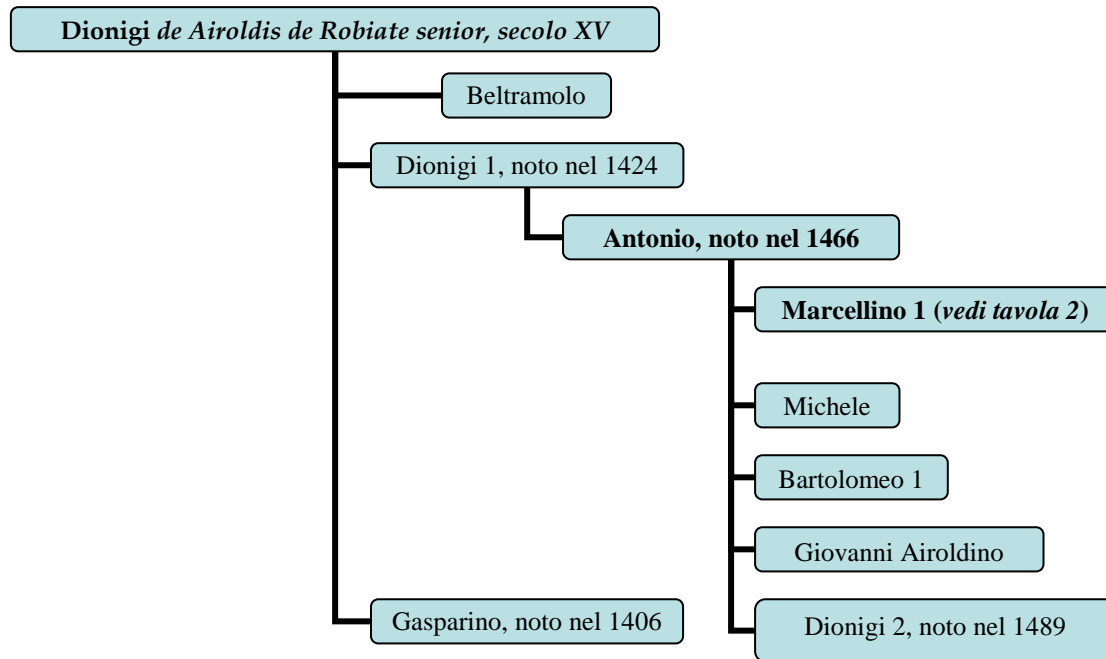 Dionigi de Airoldis de Robiate senior, secolo XV
Beltramolo
Dionigi 1, noto nel 1424
Antonio, noto nel 1466
Marcellino 1 (vedi tavola 2)
Michele
Bartolomeo 1
Giovanni Airoldino
Gasparino, noto nel 1406
Dionigi 2, noto nel 1489